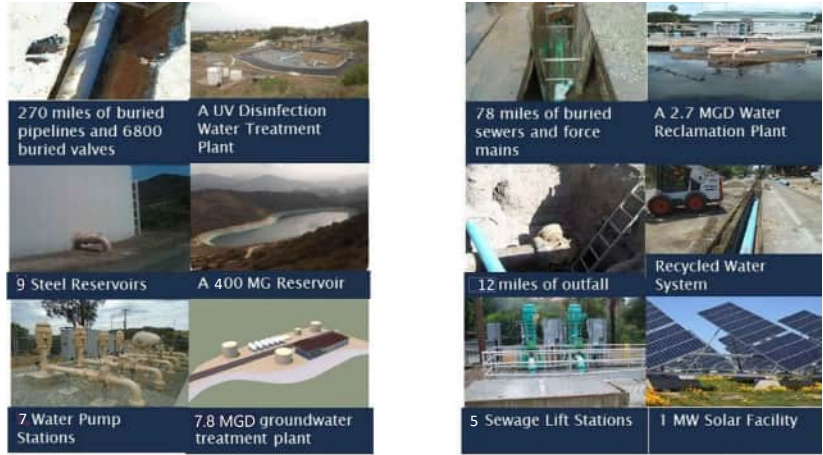 270 miles of buried
pipelines and 6800
buried valves
A UV Disinfection
Water Treatment
Plant
9 Steel Reservoirs
A 400 MG Reservoir
7 Water Pump
Stations
7.8 MGD groundwater
treatment plant
78 miles of buried
sewers and force
mains
A 2.7 MGD Water
Reclamation Plant
12 miles of outfall
Recycled Water
System
5 Sewage Lift Stations
1 MW Solar Facility